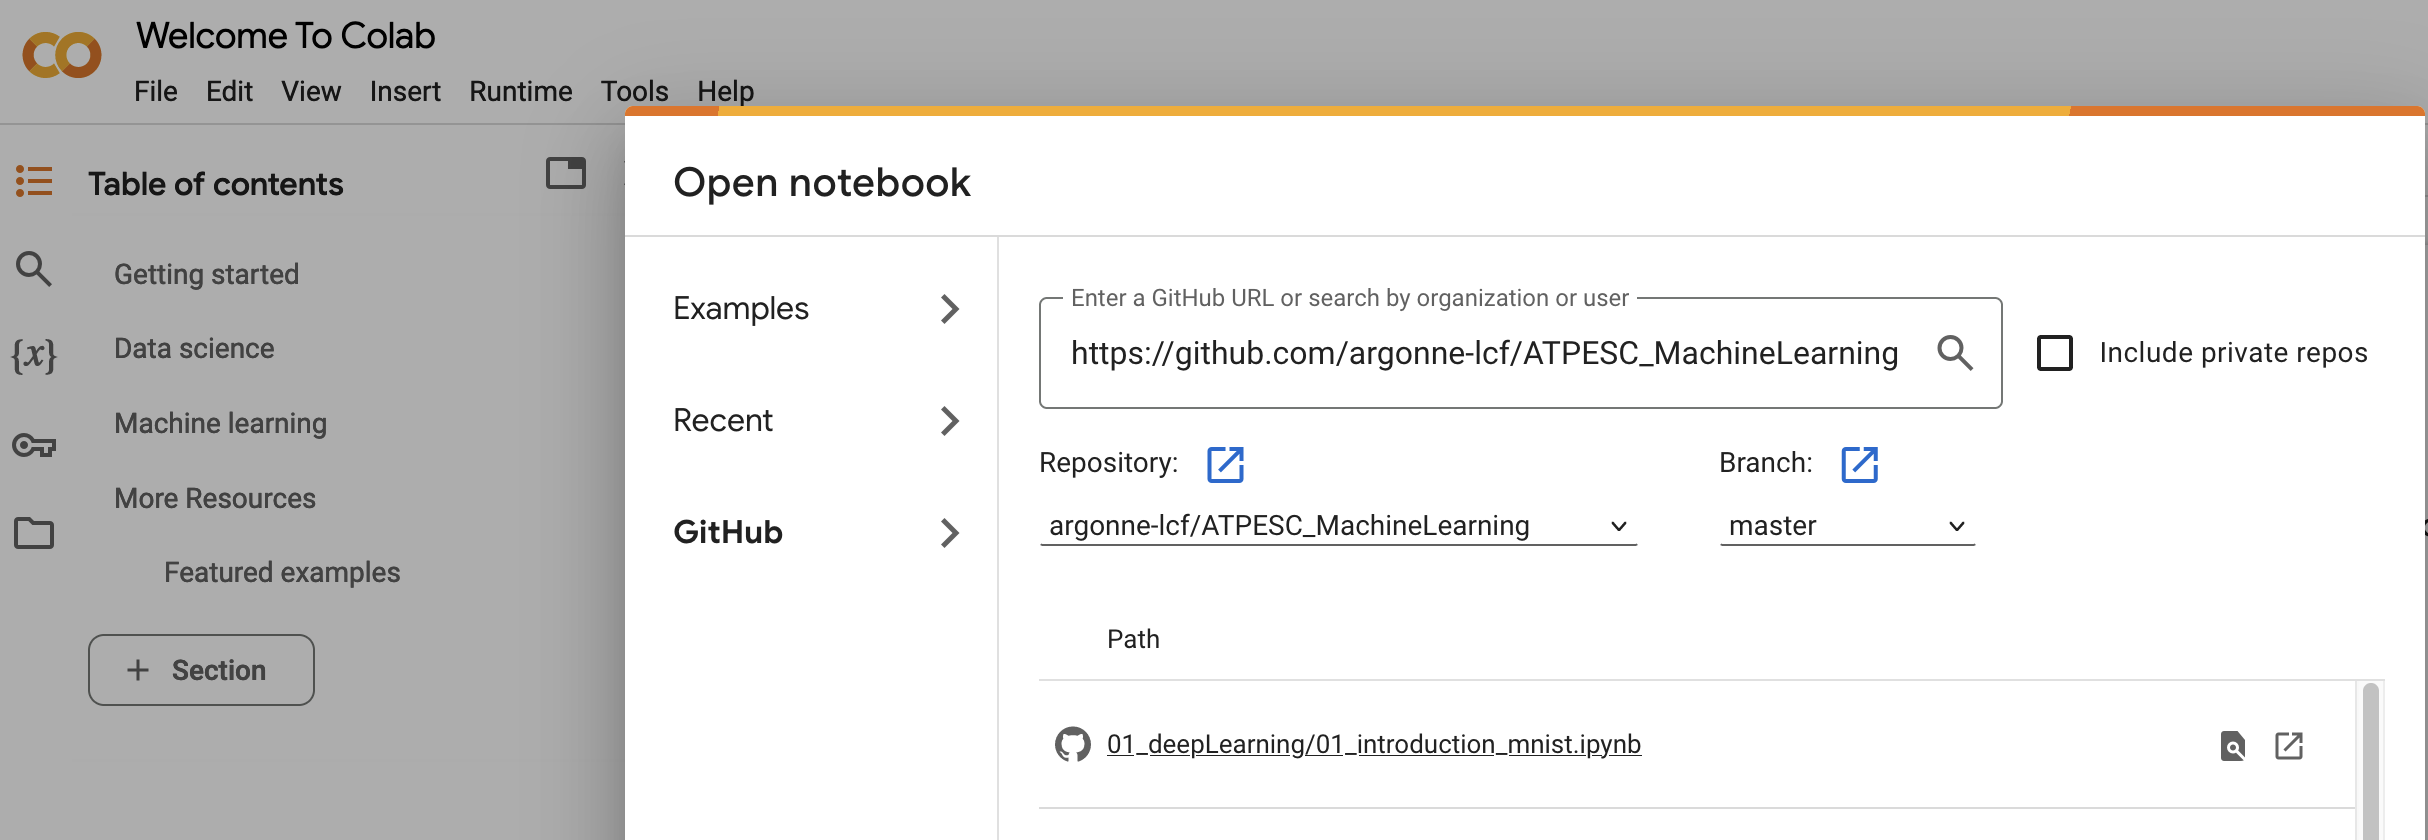 Welcome To Colab
File Edit View Insert Runtime Tools Help
Table of contents
Getting started
Data science
{x}
Machine learning
More Resources
Featured examples
+ Section
Open notebook
Examples
Recent
GitHub
Enter a GitHub URL or search by organization or user
https://github.com/argonne-lcf/ATPESC_MachineLearning
Include private repos
Repository:
Branch:
argonne-lcf/ATPESC_MachineLearning
master
Path
01_deepLearning/01_introduction_mnist.ipynb